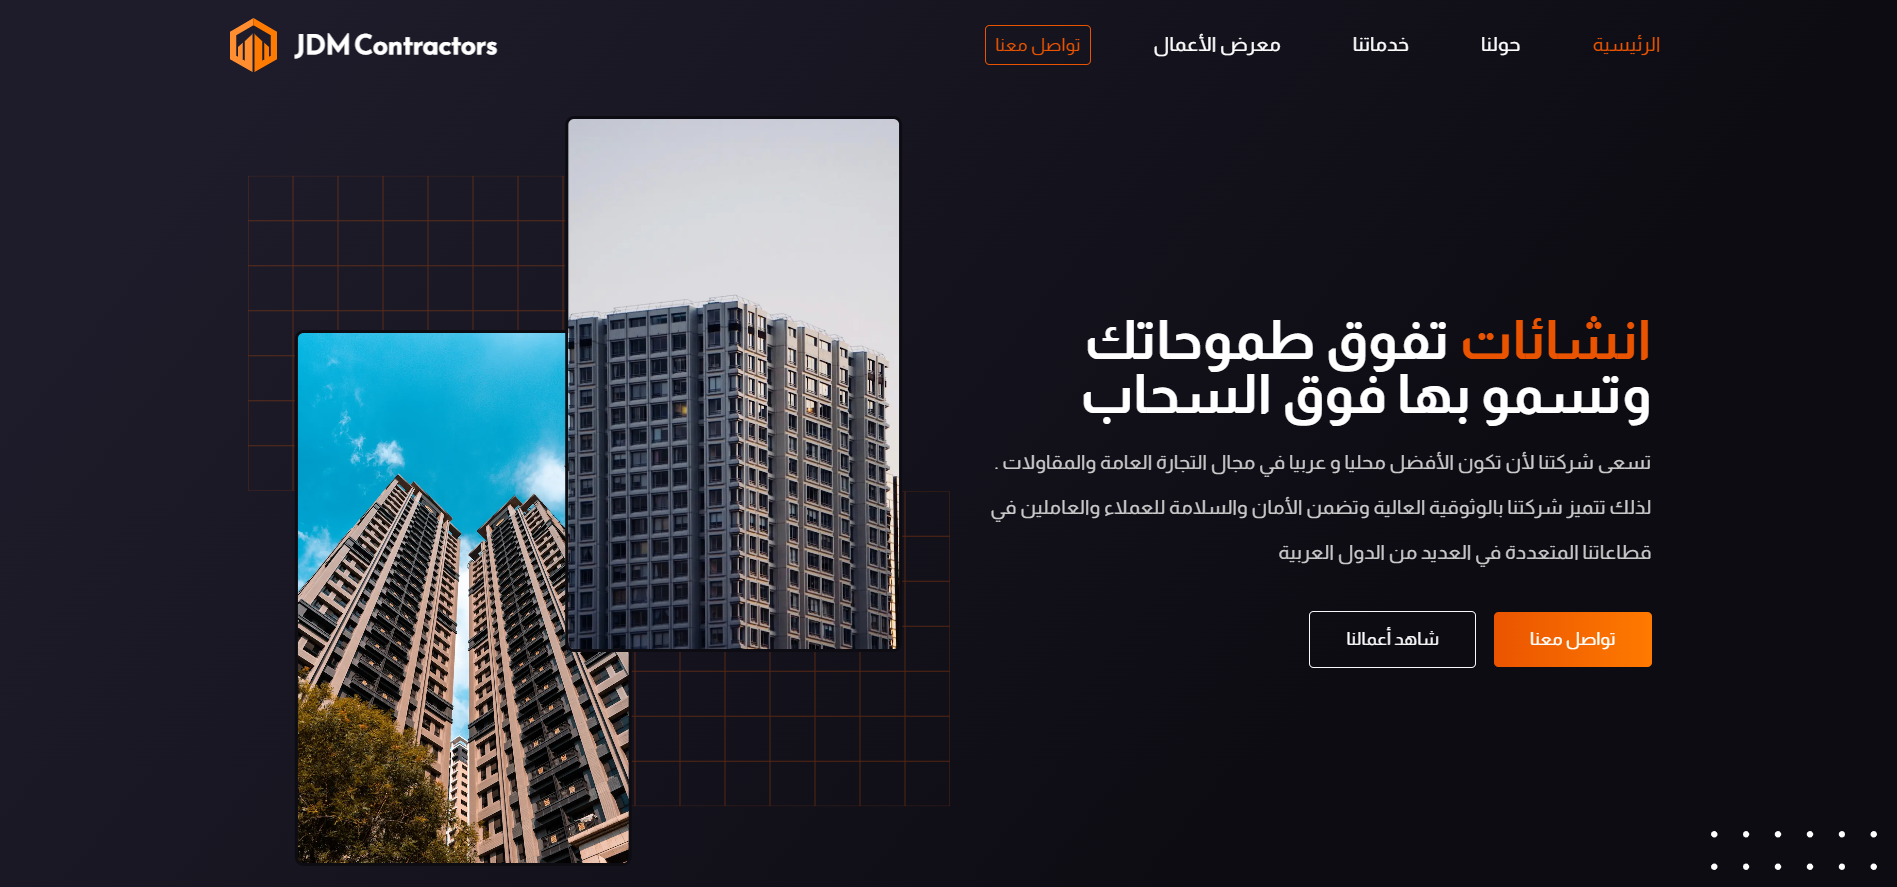 الرئيسية
حولنا
خدماتنا
معرض الأعمال
تواصل معنا
JDM Contractors
انشائات تفوق طموحاتك
وتسمو بها فوق السحاب
تسعى شركتنا لأن تكون الأفضل محليا و عربيا في مجال التجارة العامة والمقاولات .
لذلك تتميز شركتنا بالوثوقية العالية وتضمن الأمان والسلامة للعملاء والعاملين في
قطاعاتنا المتعددة في العديد من الدول العربية
تواصل معنا
شاهد أعمالنا